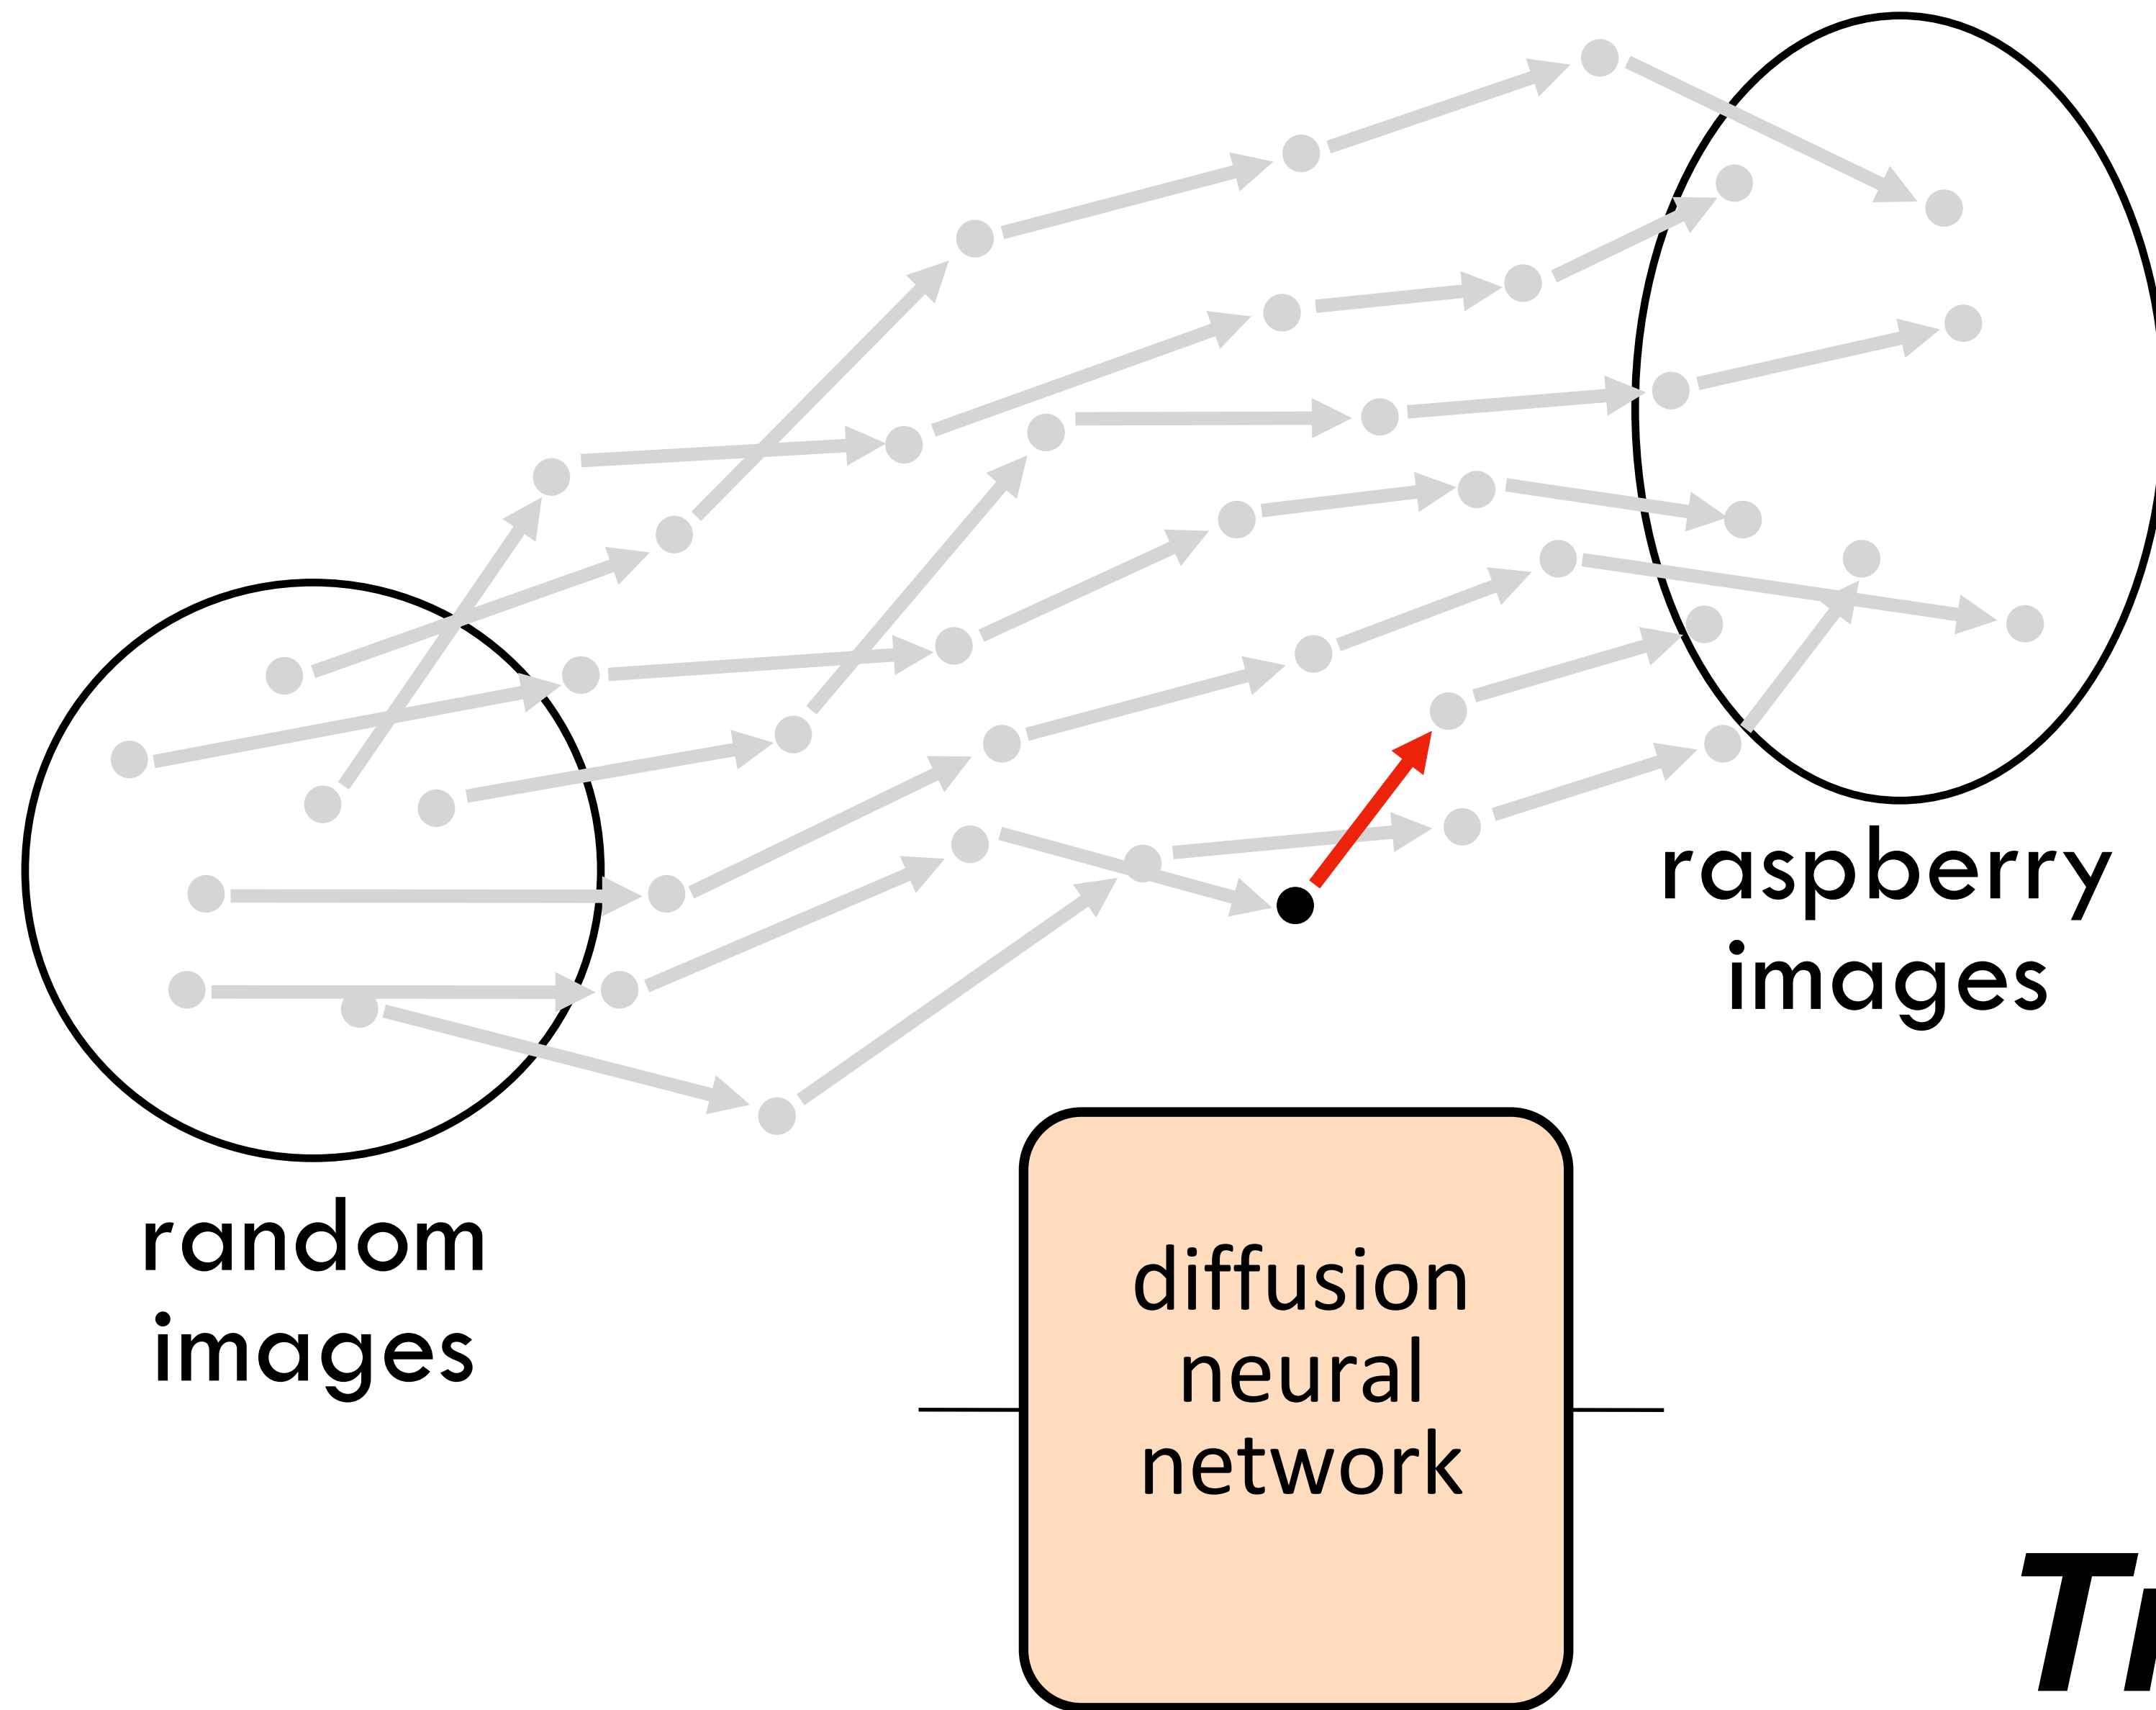 raspberry
images
random
images
diffusion
neural
network